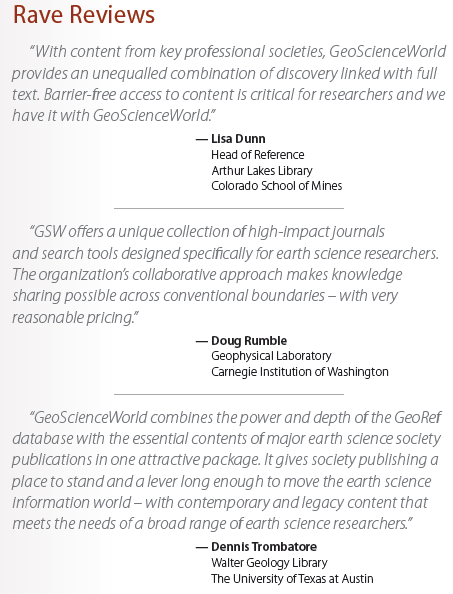 Rave Reviews
“With content from key professional societies, GeoScienceWorld
provides an unequalled combination of discovery linked with full
text. Barrier-free access to content is critical for researchers and we
have it with GeoScienceWorld.”
— Lisa Dunn
Head of Reference
Arthur Lakes Library
Colorado School of Mines
“GSW offers a unique collection of high-impact journals
and search tools designed specifically for earth science researchers.
The organization’s collaborative approach makes knowledge
sharing possible across conventional boundaries – with very
reasonable pricing.”
— Doug Rumble
Geophysical Laboratory
Carnegie Institution of Washington
“GeoScienceWorld combines the power and depth of the GeoRef
database with the essential contents of major earth science society
publications in one attractive package. It gives society publishing a
place to stand and a lever long enough to move the earth science
information world – with contemporary and legacy content that
meets the needs of a broad range of earth science researchers.”
— Dennis Trombatore
Walter Geology Library
The University of Texas at Austin